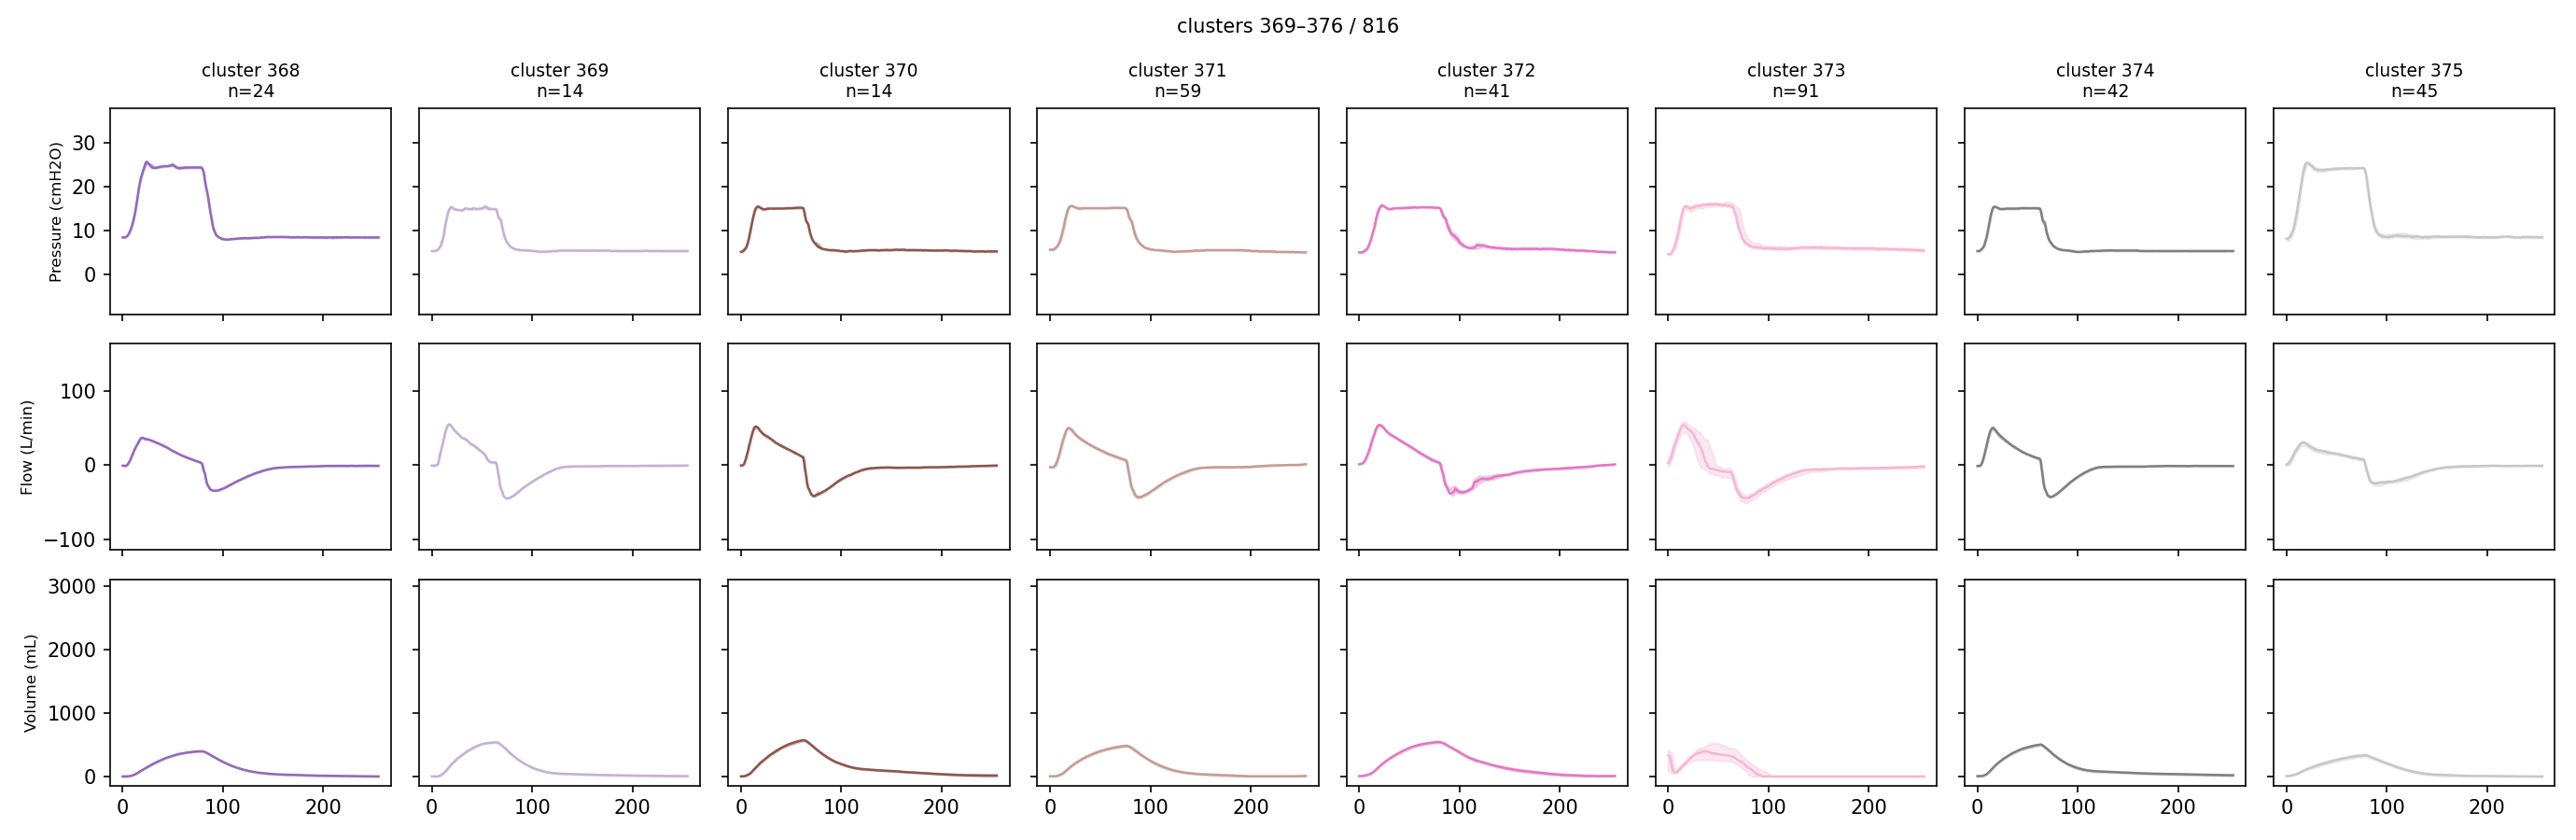 clusters 369–376 / 816
cluster 368
n=24
cluster 369
n=14
cluster 370
n=14
cluster 371
n=59
cluster 372
n=41
cluster 373
n=91
cluster 374
n=42
cluster 375
n=45
Pressure (cmH2O)
30
20
10
0
Flow (L/min)
100
0
−100
Volume (mL)
3000
2000
1000
0
0 100 200
0 100 200
0 100 200
0 100 200
0 100 200
0 100 200
0 100 200
0 100 200